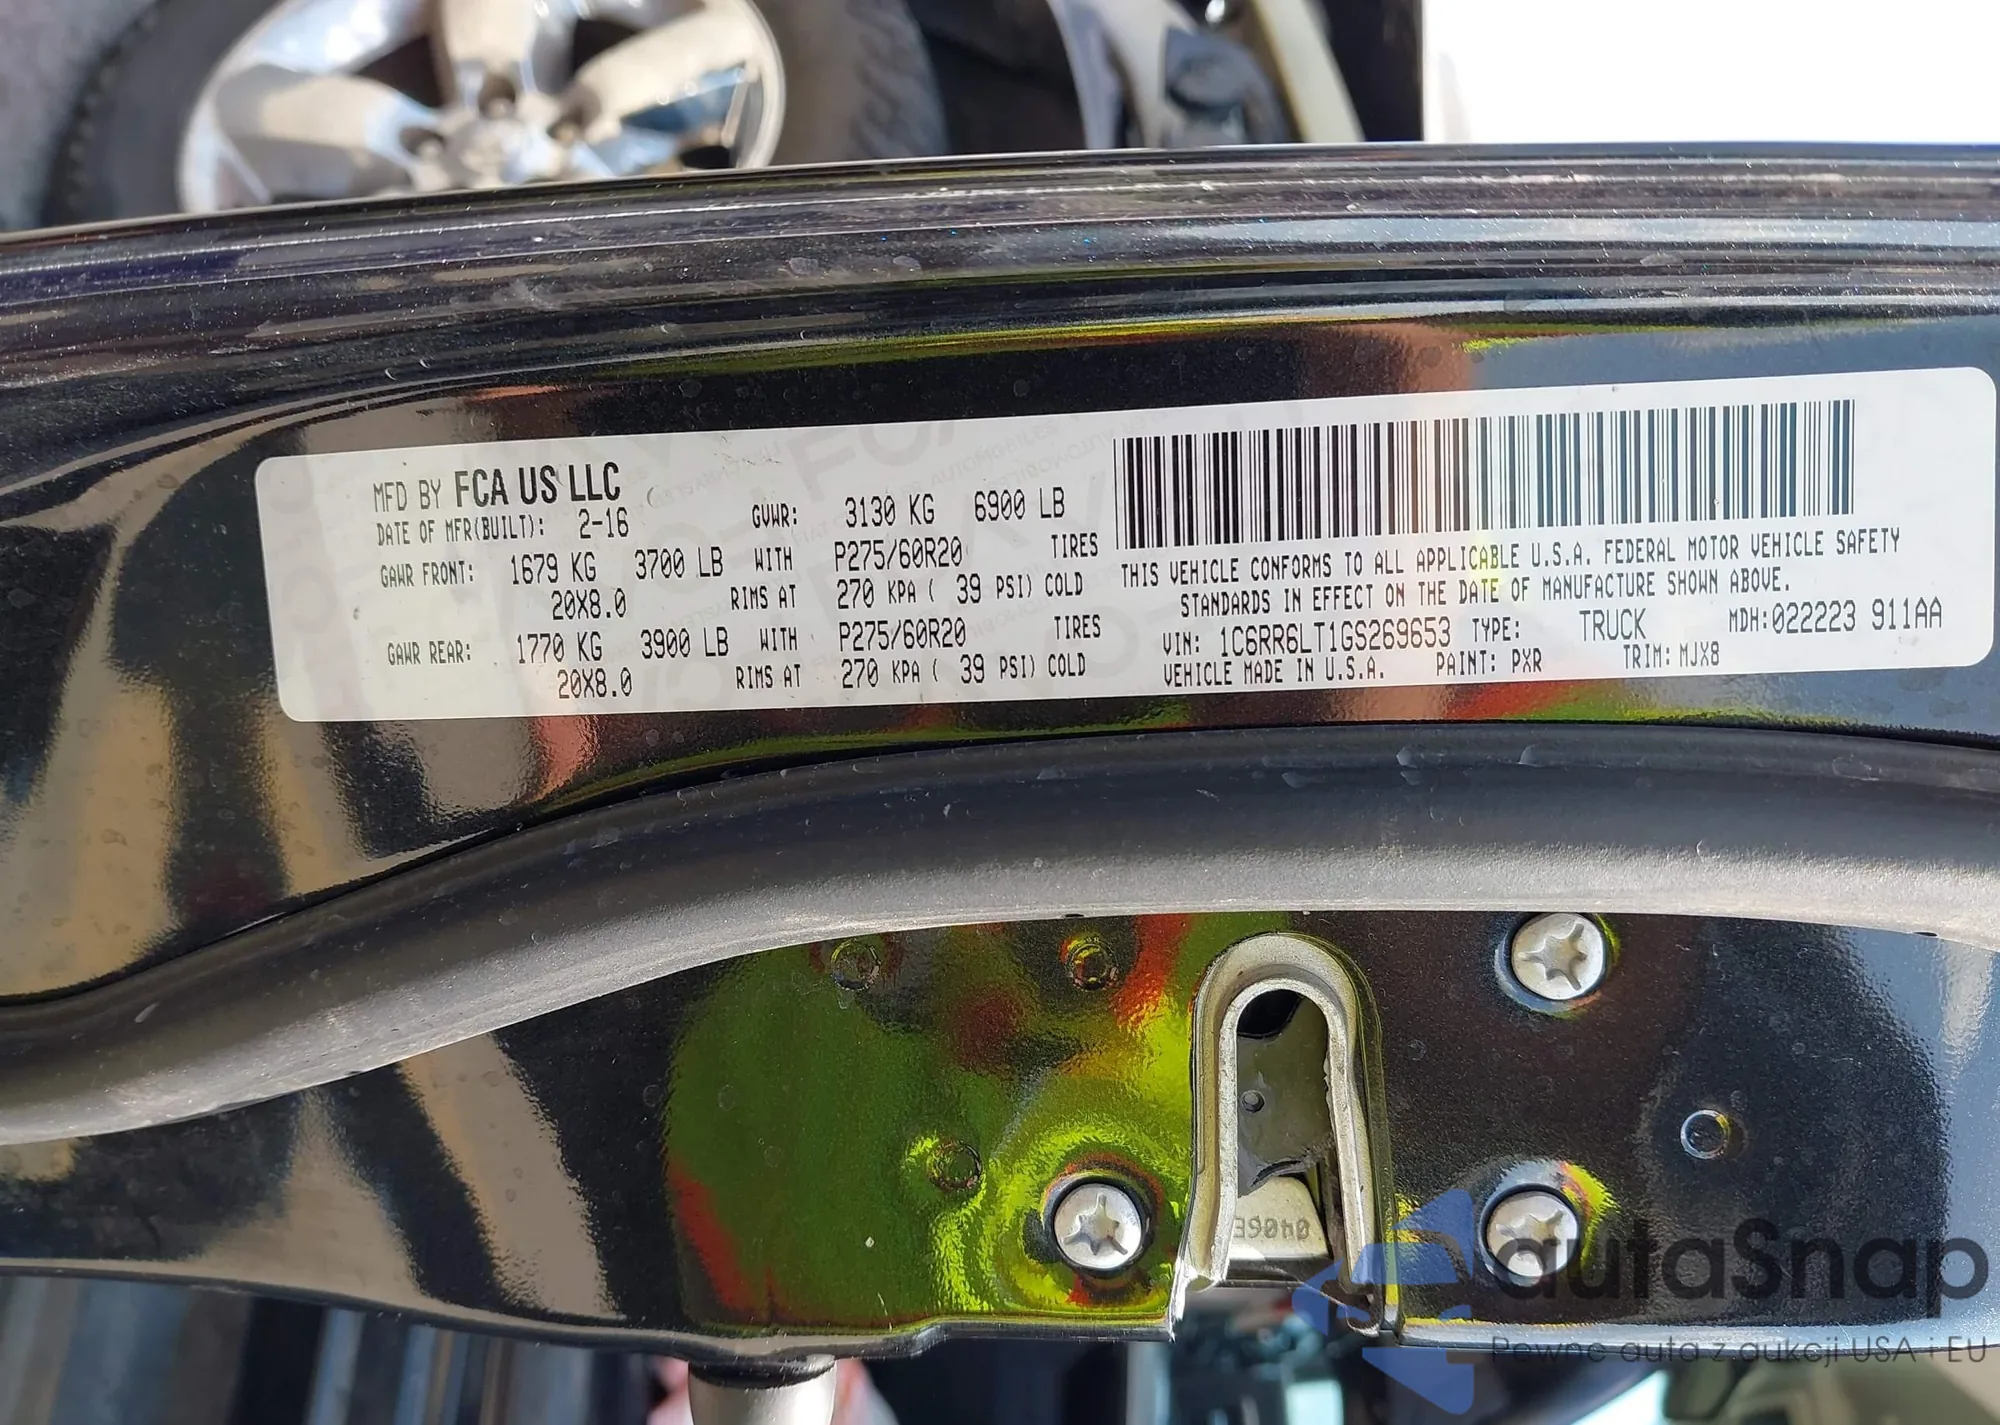 MFD BY FCA US LLC
DATE OF MFR(BUILT): 2-16 GVWR: 3130 KG 6900 LB
GAWR FRONT: 1679 KG 3700 LB WITH P275/60R20 TIRES
20X8.0 RIMS AT 270 KPA ( 39 PSI) COLD
GAWR REAR: 1770 KG 3900 LB WITH P275/60R20 TIRES
20X8.0 RIMS AT 270 KPA ( 39 PSI) COLD
THIS VEHICLE CONFORMS TO ALL APPLICABLE U.S.A. FEDERAL MOTOR VEHICLE SAFETY
STANDARDS IN EFFECT ON THE DATE OF MANUFACTURE SHOWN ABOVE.
VIN: 1C6RR6LT1GS269653 TYPE: TRUCK MDH:022223 911AA
VEHICLE MADE IN U.S.A. PAINT: PXR TRIM: MJX8
0406E
autaSnap
Pewne auta z aukcji USA i EU